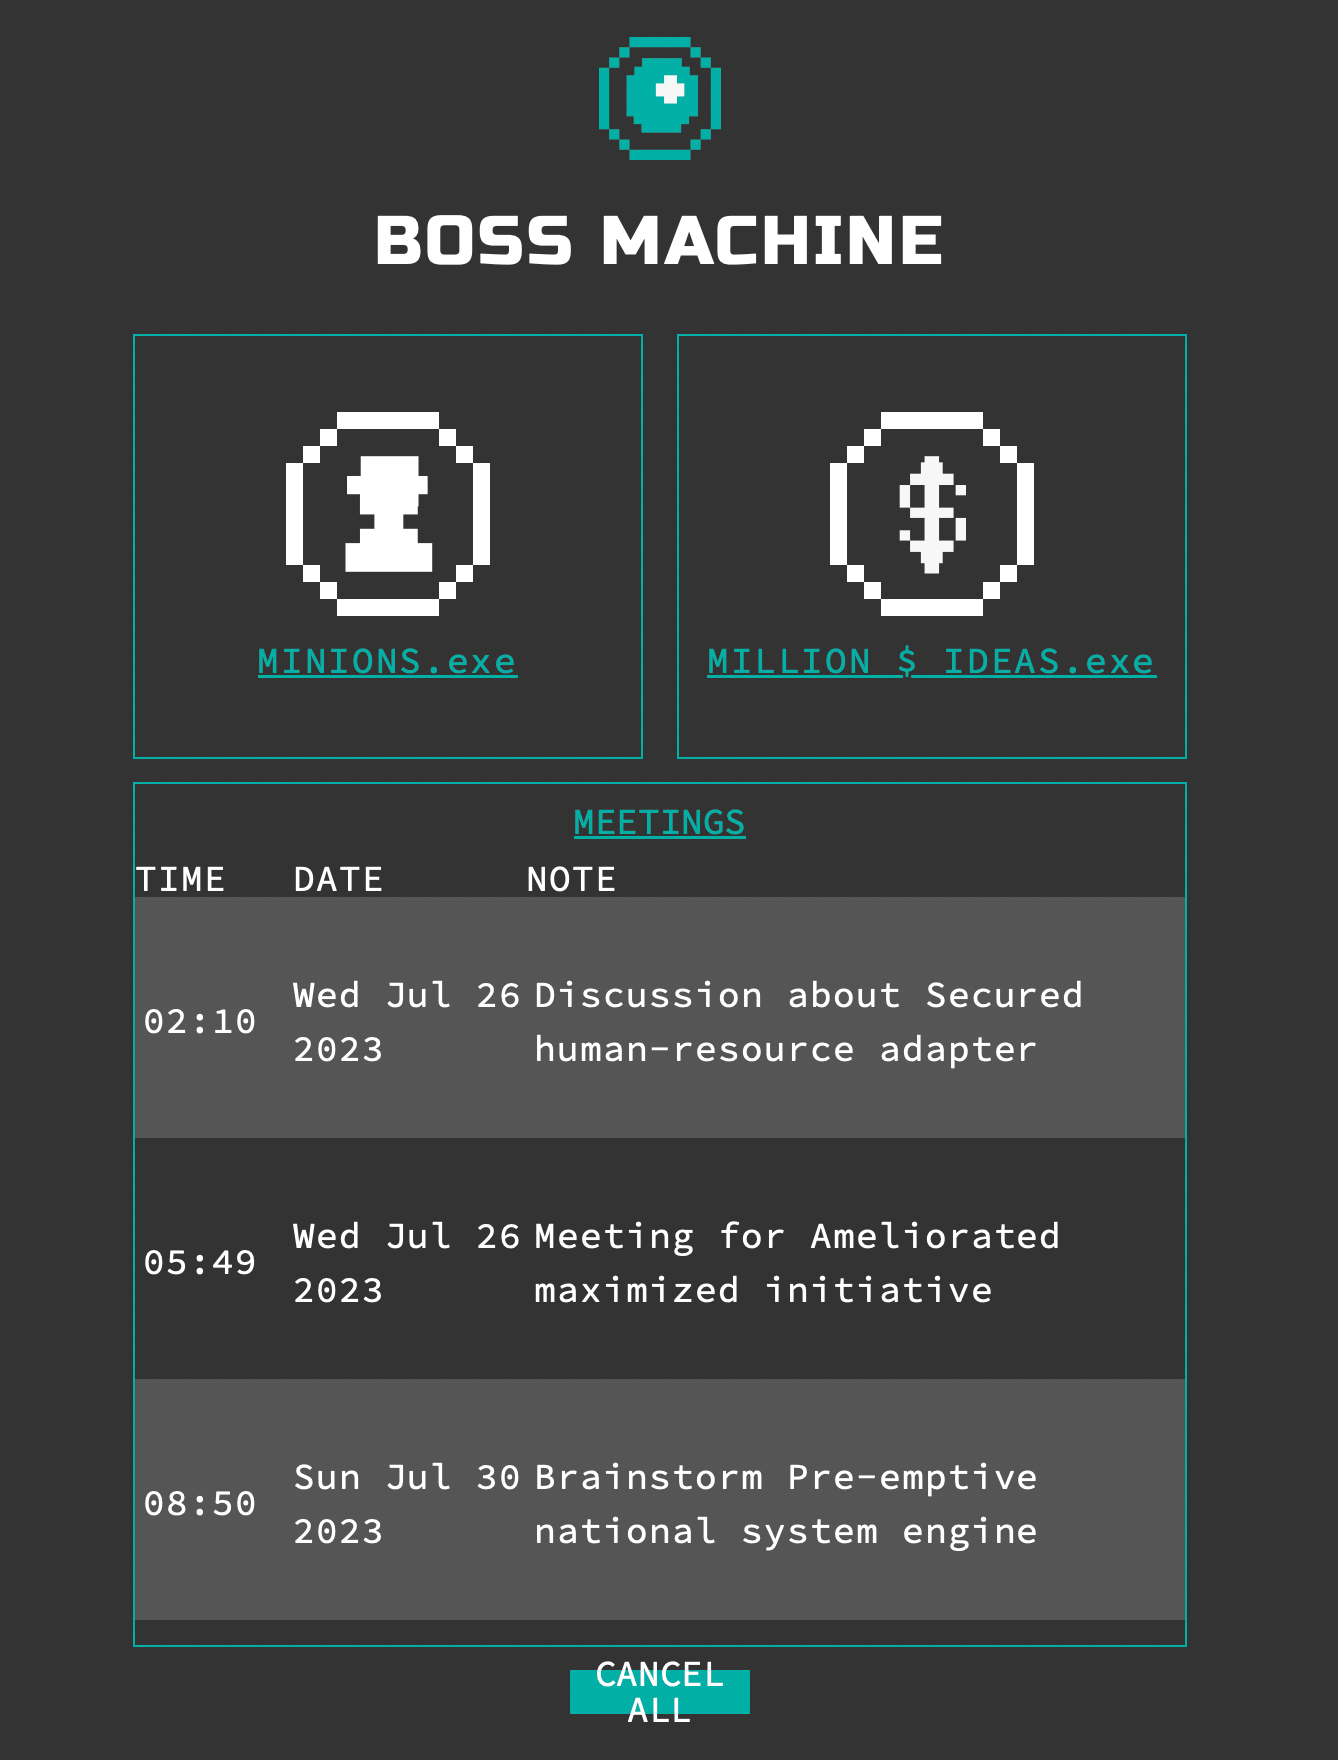 BOSS MACHINE
MINIONS.exe
MILLION $ IDEAS.exe
MEETINGS
TIME DATE NOTE
02:10
Wed Jul 26
2023
Discussion about Secured
human-resource adapter
05:49
Wed Jul 26
2023
Meeting for Ameliorated
maximized initiative
08:50
Sun Jul 30
2023
Brainstorm Pre-emptive
national system engine
CANCEL
ALL